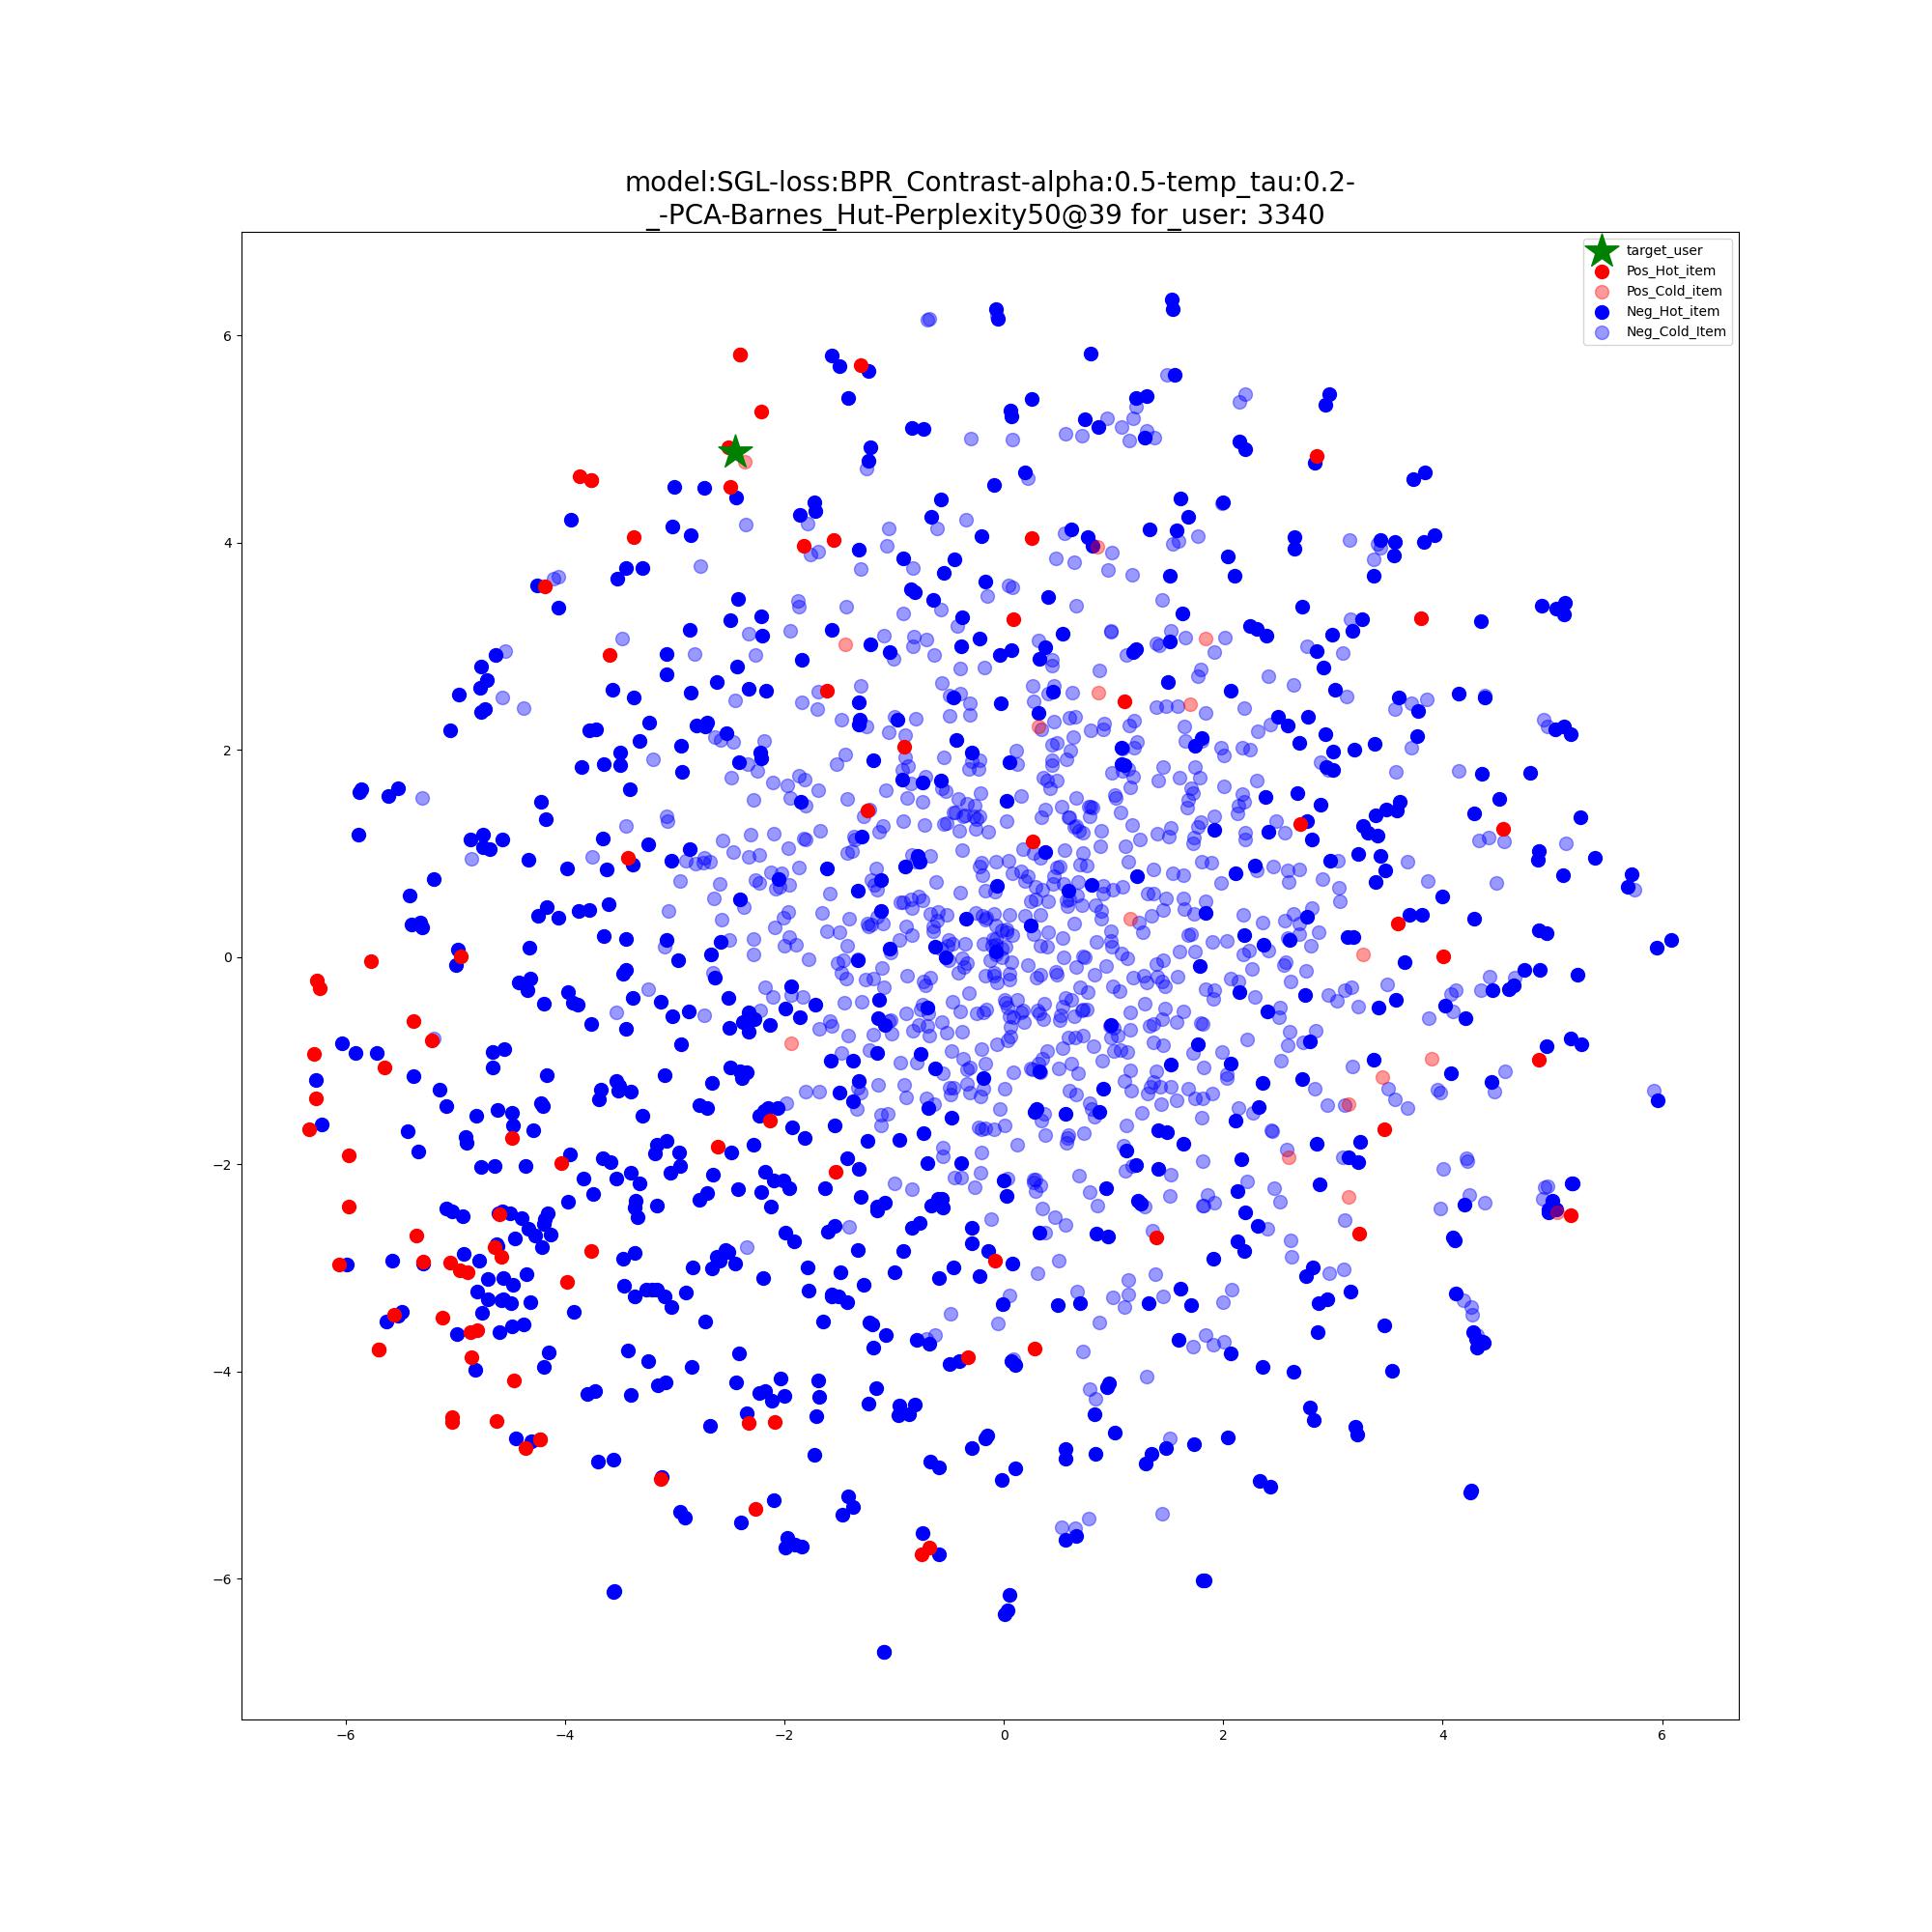 model:SGL-loss:BPR_Contrast-alpha:0.5-temp_tau:0.2-
_-PCA-Barnes_Hut-Perplexity50@39 for_user: 3340
target_user
Pos_Hot_item
Pos_Cold_item
Neg_Hot_item
Neg_Cold_Item
6
4
2
0
−2
−4
−6
−6 −4 −2 0 2 4 6